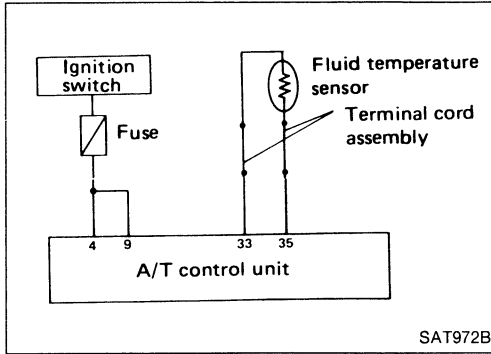 Ignition
switch
Fuse
Fluid temperature
sensor
Terminal cord
assembly
4 9 33 35
A/T control unit
SAT972B